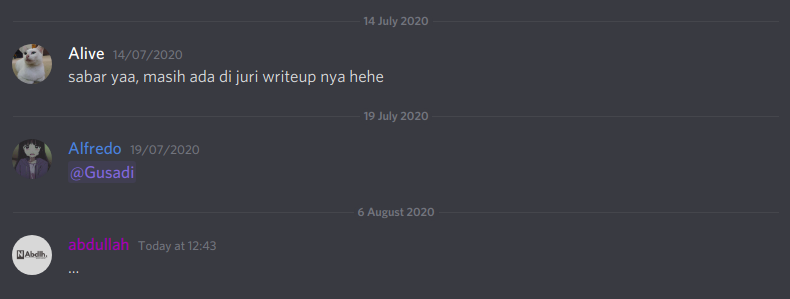 14 July 2020
Alive 14/07/2020
sabar yaa, masih ada di juri writeup nya hehe
19 July 2020
Alfredo 19/07/2020
@Gusadi
6 August 2020
abdullah Today at 12:43
NAbdllh.
...